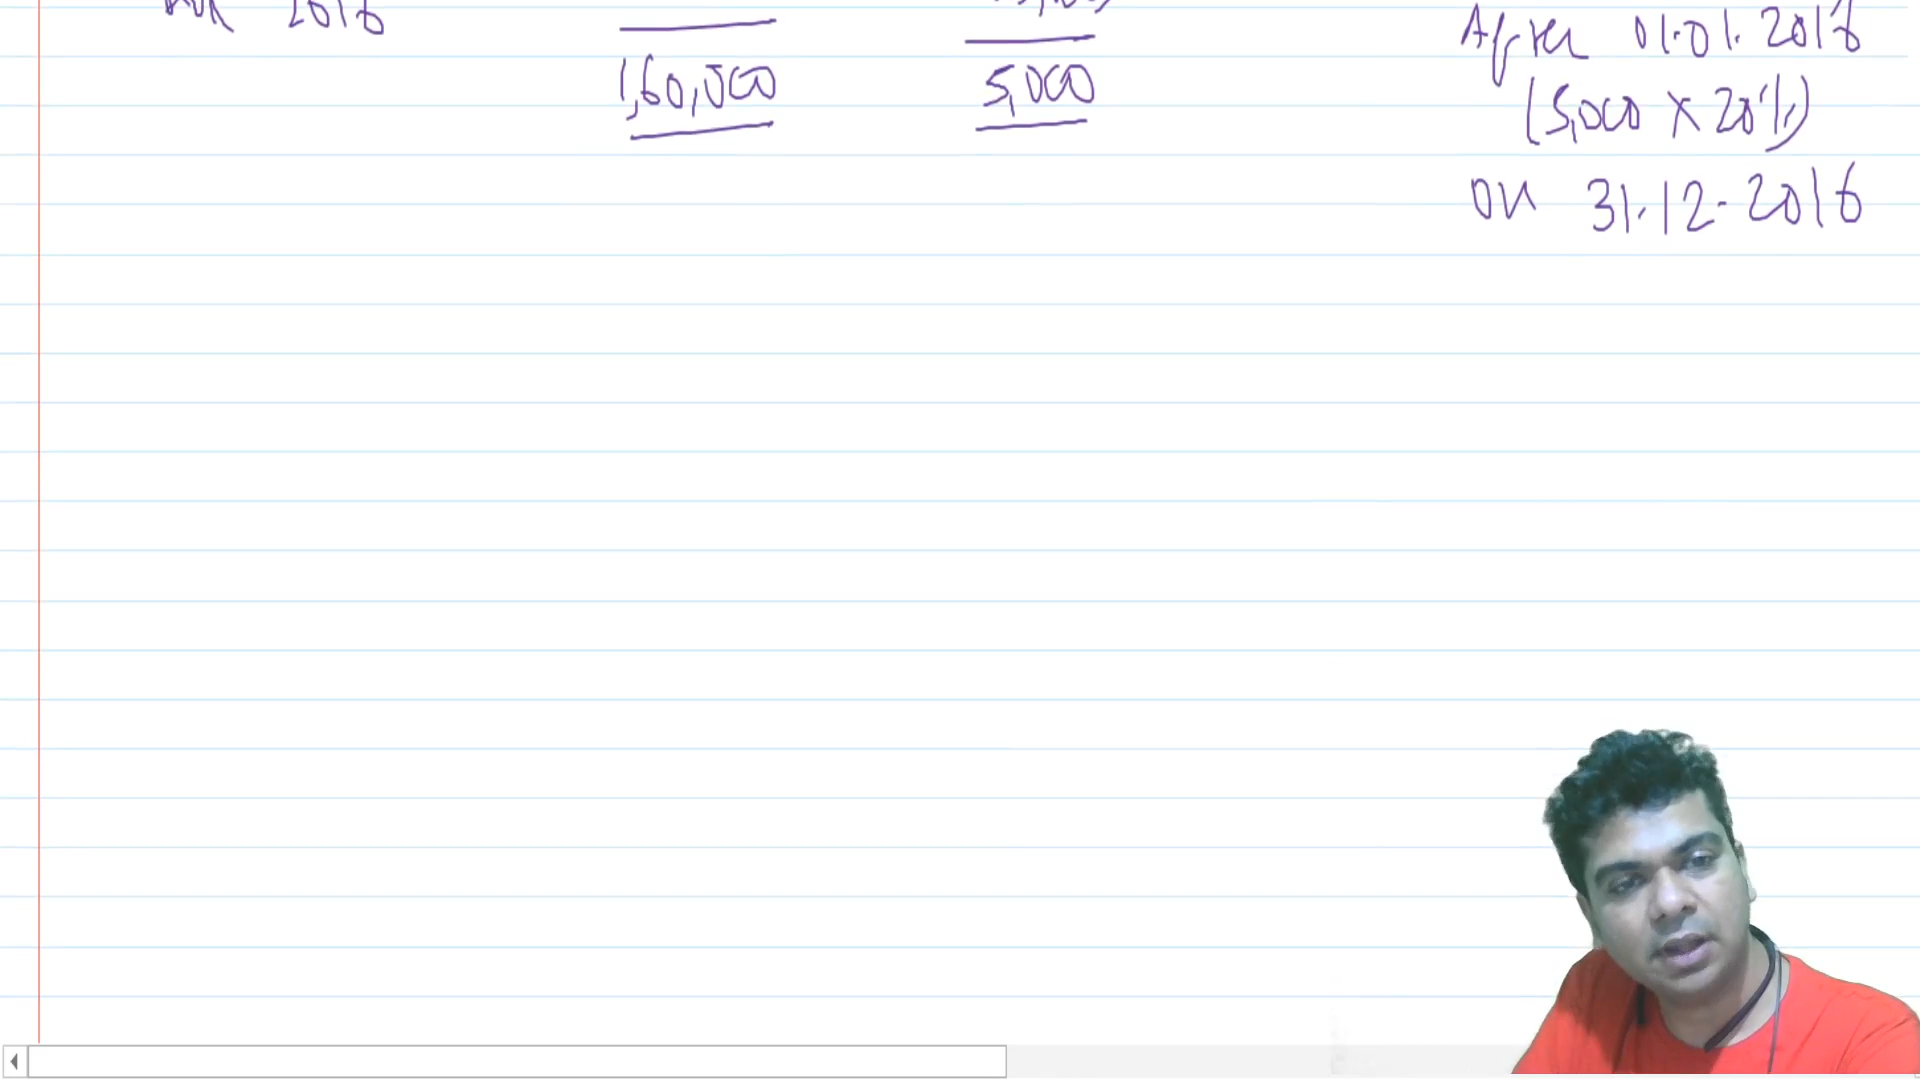 2016
1,60,000 5,000
After 01.01.2016
(5,000 X 20%)
on 31.12.2016